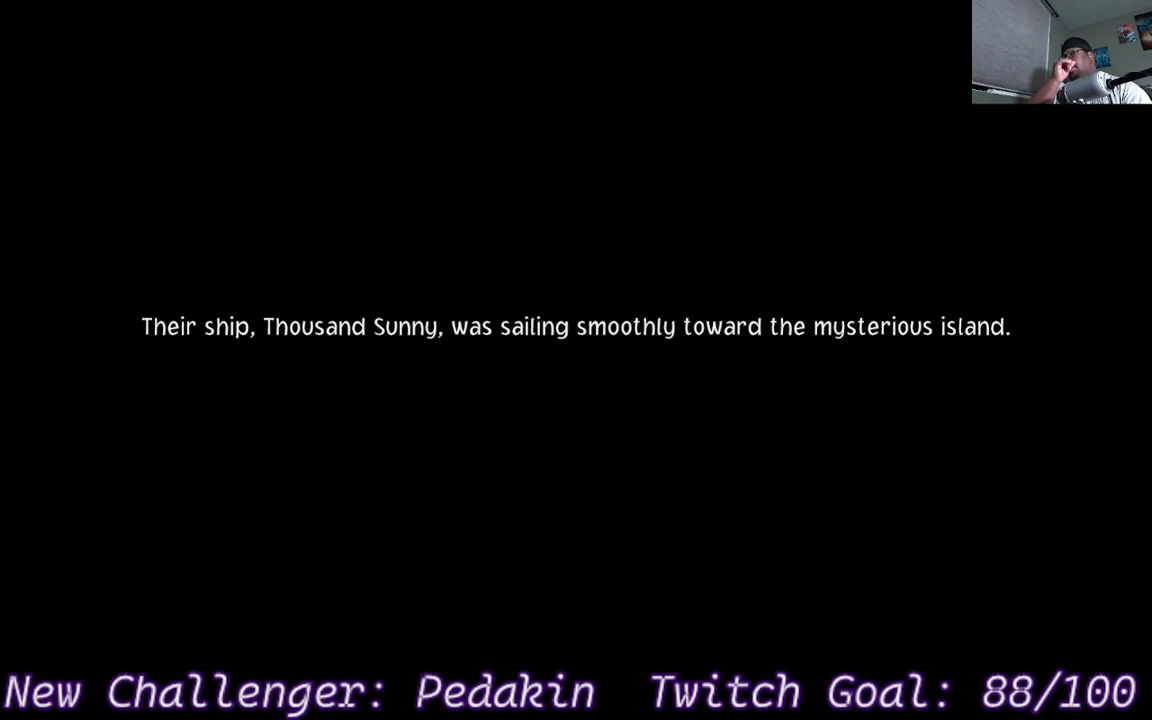 Their ship, Thousand Sunny, was sailing smoothly toward the mysterious island.
New Challenger: Pedakin Twitch Goal: 88/100